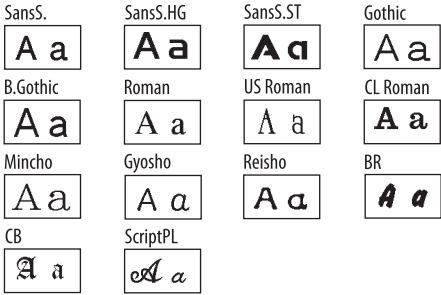 SansS. SansS.HG SansS.ST Gothic
A a A a A a A a
B.Gothic Roman US Roman CL Roman
A a A a A a A a
Mincho Gyosho Reisho BR
A a A a A a A a
CB ScriptPL
A a A a